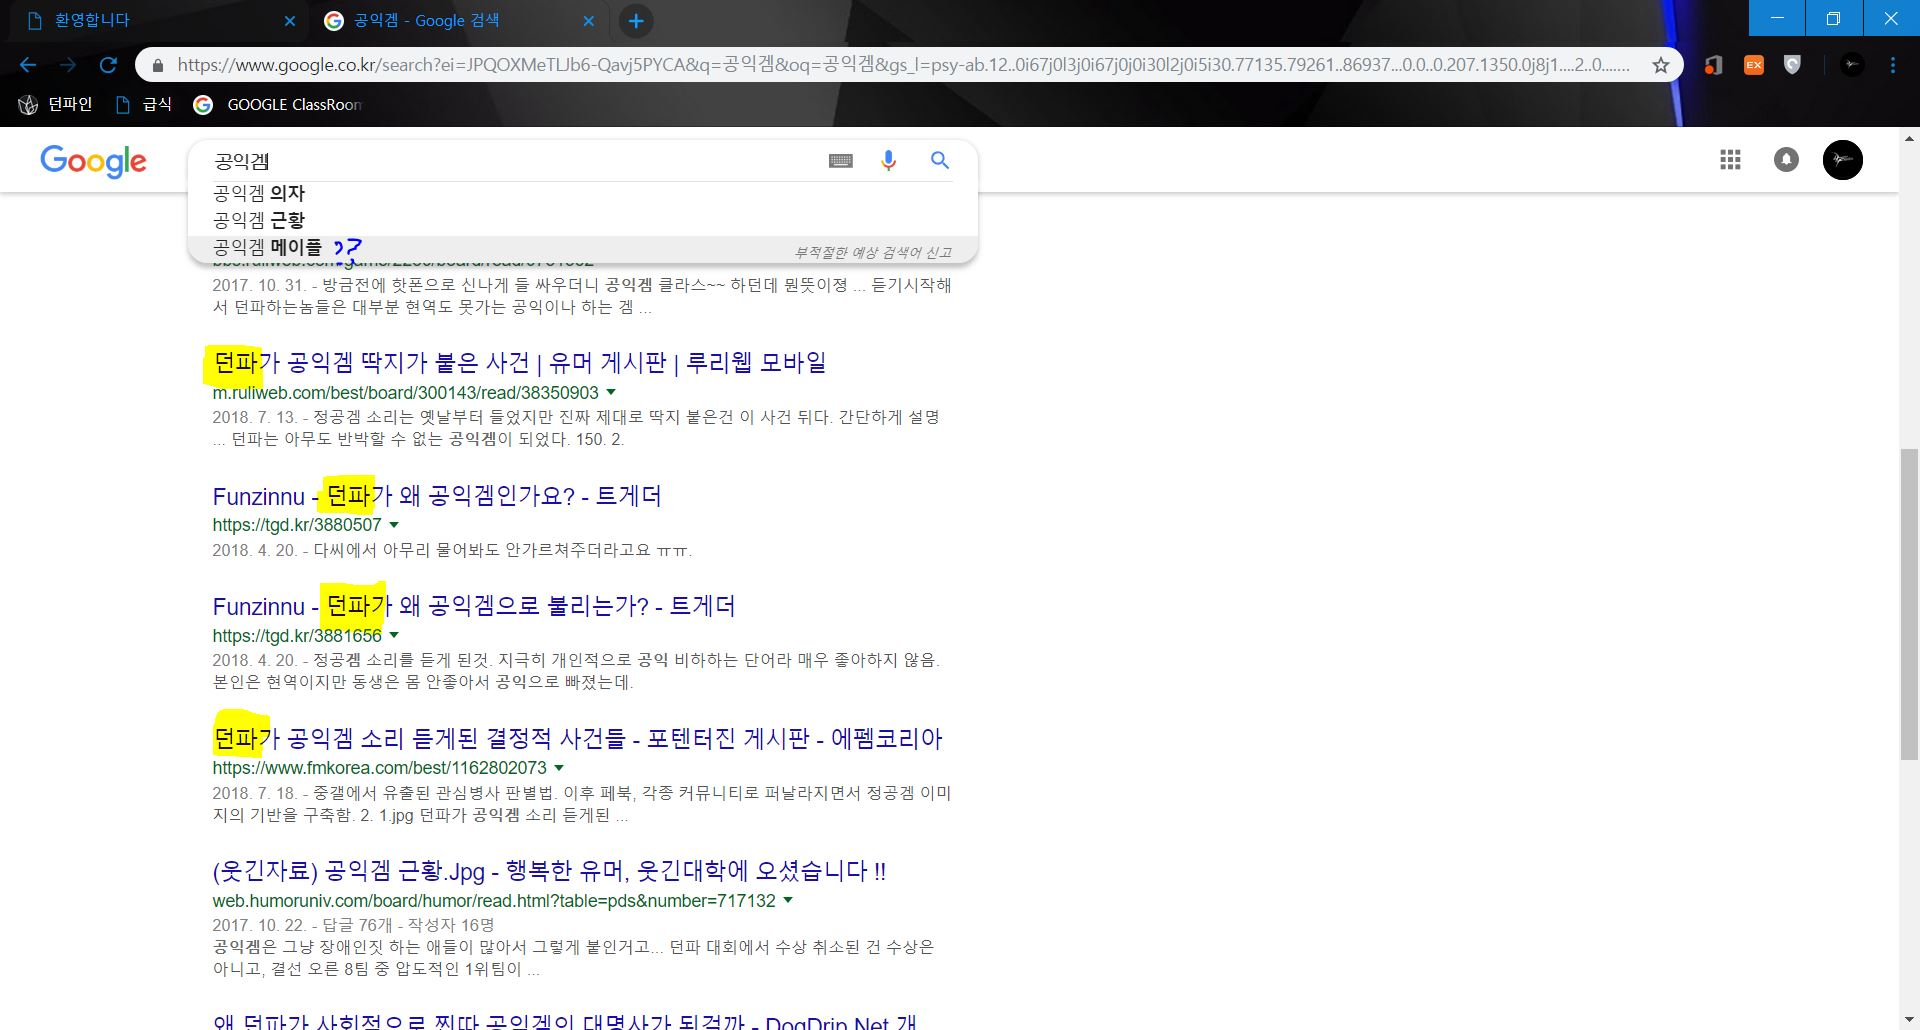 환영합니다
공익겜 - Google 검색
https://www.google.co.kr/search?ei=JPQOXMeTLJb6-Qavj5PYCA&q=공익겜&oq=공익겜&gs_l=psy-ab.12..0i67j0l3j0i67j0j0i30l2j0i5i30.77135.79261..86937...0.0..0.207.1350.0j8j1....2..0.......
EX
던파인 급식 GOOGLE ClassRoom
Google
공익겜
공익겜 의자
공익겜 근황
공익겜 메이플 ??
부적절한 예상 검색어 신고
2017. 10. 31. - 방금전에 핫폰으로 신나게 들 싸우더니 공익겜 클라스~~ 하던데 뭔뜻이졍 ... 듣기시작해
서 던파하는놈들은 대부분 현역도 못가는 공익이나 하는 겜 ...
던파가 공익겜 딱지가 붙은 사건 | 유머 게시판 | 루리웹 모바일
m.ruliweb.com/best/board/300143/read/38350903
2018. 7. 13. - 정공겜 소리는 옛날부터 들었지만 진짜 제대로 딱지 붙은건 이 사건 뒤다. 간단하게 설명
... 던파는 아무도 반박할 수 없는 공익겜이 되었다. 150. 2.
Funzinnu - 던파가 왜 공익겜인가요? - 트게더
https://tgd.kr/3880507
2018. 4. 20. - 다씨에서 아무리 물어봐도 안가르쳐주더라고요 ㅠㅠ.
Funzinnu - 던파가 왜 공익겜으로 불리는가? - 트게더
https://tgd.kr/3881656
2018. 4. 20. - 정공겜 소리를 듣게 된것. 지극히 개인적으로 공익 비하하는 단어라 매우 좋아하지 않음.
본인은 현역이지만 동생은 몸 안좋아서 공익으로 빠졌는데.
던파가 공익겜 소리 듣게된 결정적 사건들 - 포텐터진 게시판 - 에펨코리아
https://www.fmkorea.com/best/1162802073
2018. 7. 18. - 중갤에서 유출된 관심병사 판별법. 이후 페북, 각종 커뮤니티로 퍼날라지면서 정공겜 이미
지의 기반을 구축함. 2. 1.jpg 던파가 공익겜 소리 듣게된 ...
(웃긴자료) 공익겜 근황.Jpg - 행복한 유머, 웃긴대학에 오셨습니다 !!
web.humoruniv.com/board/humor/read.html?table=pds&number=717132
2017. 10. 22. - 답글 76개 - 작성자 16명
공익겜은 그냥 장애인짓 하는 애들이 많아서 그렇게 붙인거고... 던파 대회에서 수상 취소된 건 수상은
아니고, 결선 오른 8팀 중 압도적인 1위팀이 ...
왜 던파가 사회적으로 찐따 공익겜의 대명사가 된걸까 - DogDrip.Net 개